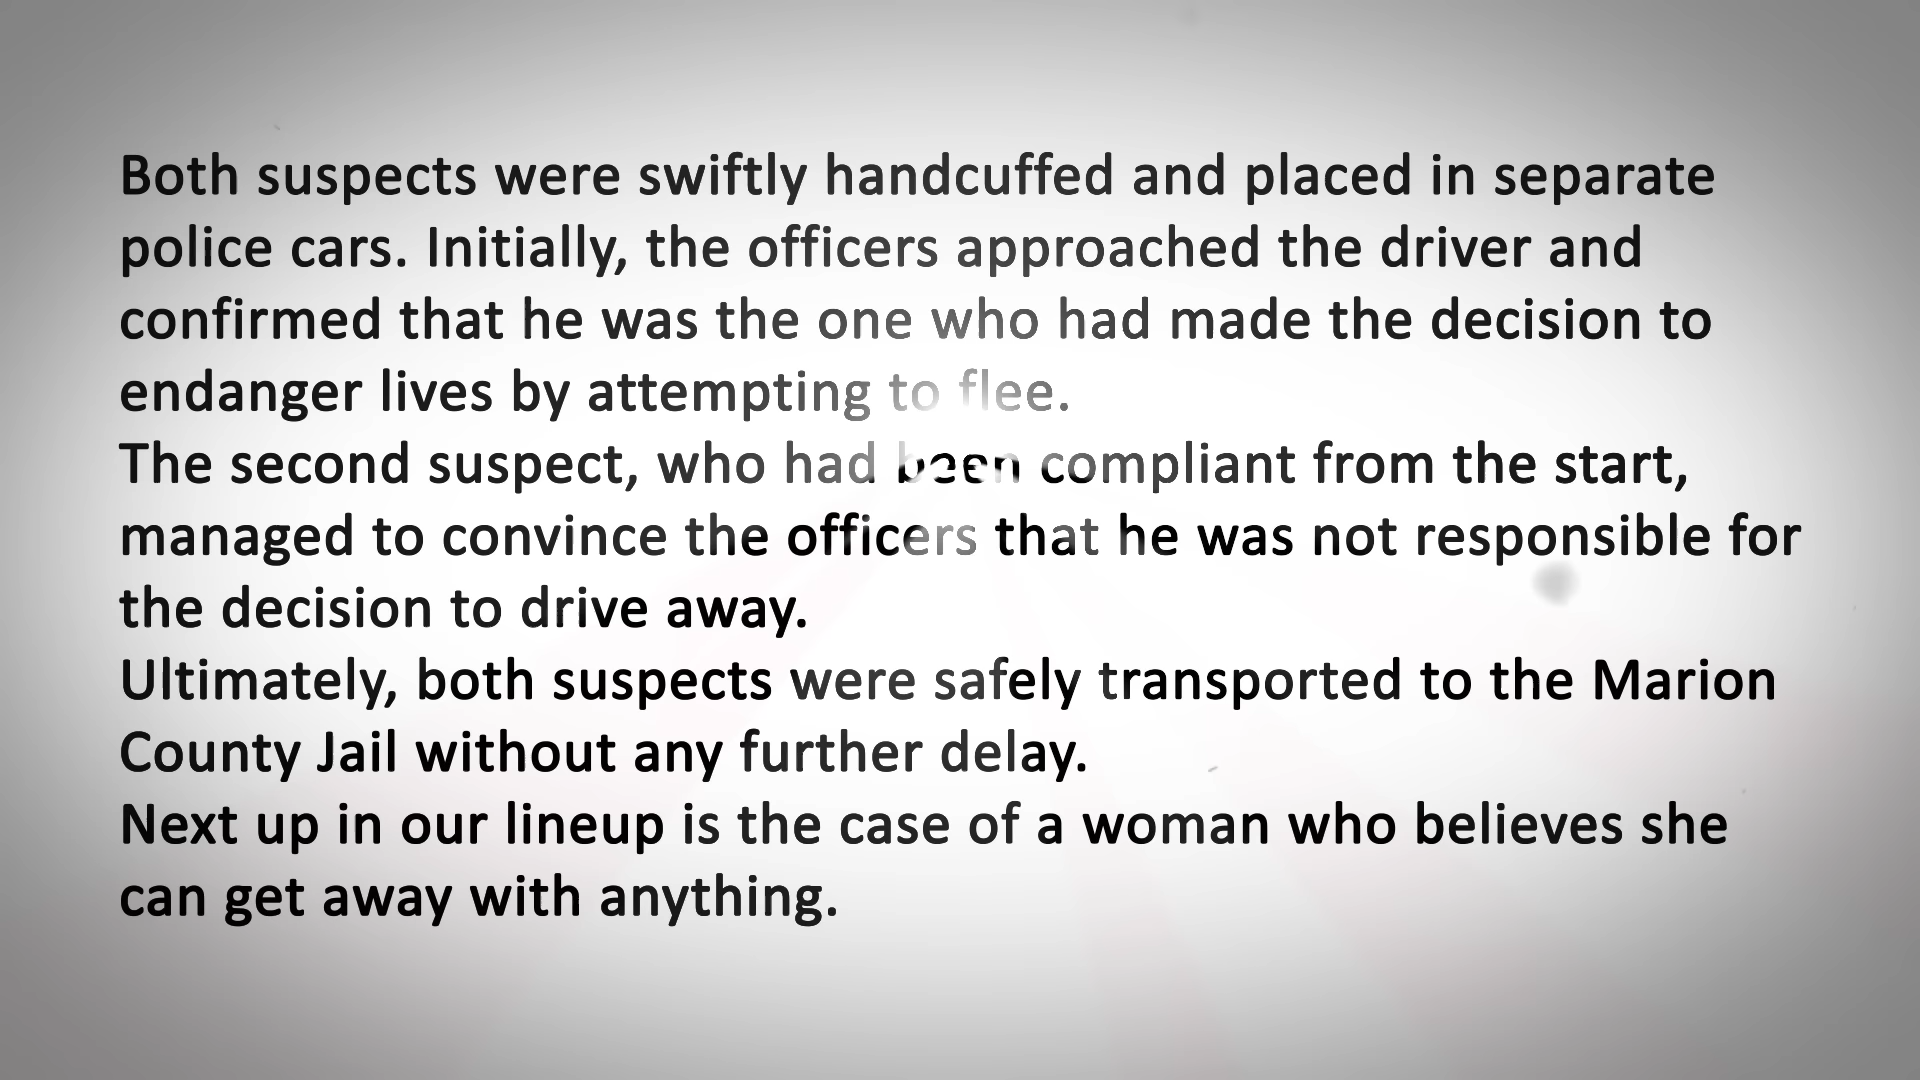 Both suspects were swiftly handcuffed and placed in separate
police cars. Initially, the officers approached the driver and
confirmed that he was the one who had made the decision to
endanger lives by attempting to flee.
The second suspect, who had been compliant from the start,
managed to convince the officers that he was not responsible for
the decision to drive away.
Ultimately, both suspects were safely transported to the Marion
County Jail without any further delay.
Next up in our lineup is the case of a woman who believes she
can get away with anything.